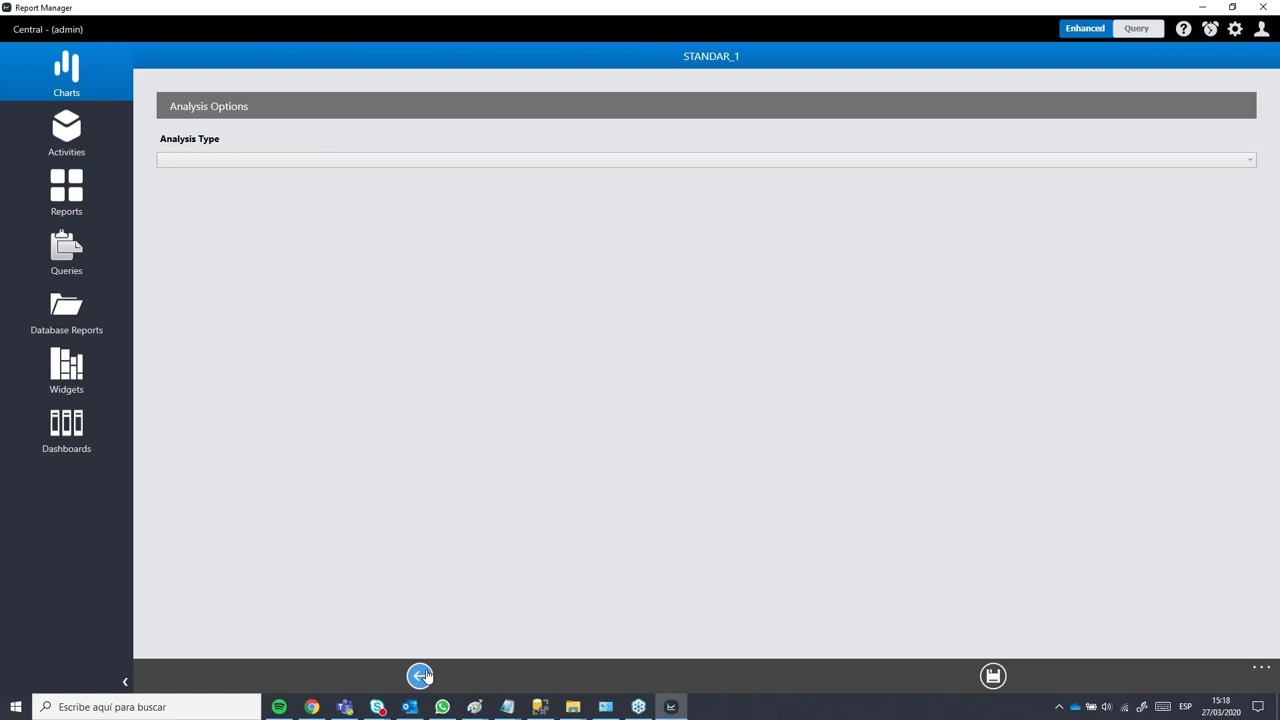 Report Manager
Central - (admin)
Enhanced
Query
STANDAR_1
Charts
Activities
Reports
Queries
Database Reports
Widgets
Dashboards
Analysis Options
Analysis Type
Escribe aquí para buscar
ESP
15:18
27/03/2020